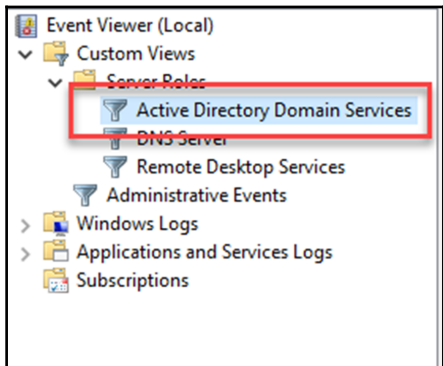 Event Viewer (Local)
Custom Views
Server Roles
Active Directory Domain Services
DNS Server
Remote Desktop Services
Administrative Events
Windows Logs
Applications and Services Logs
Subscriptions